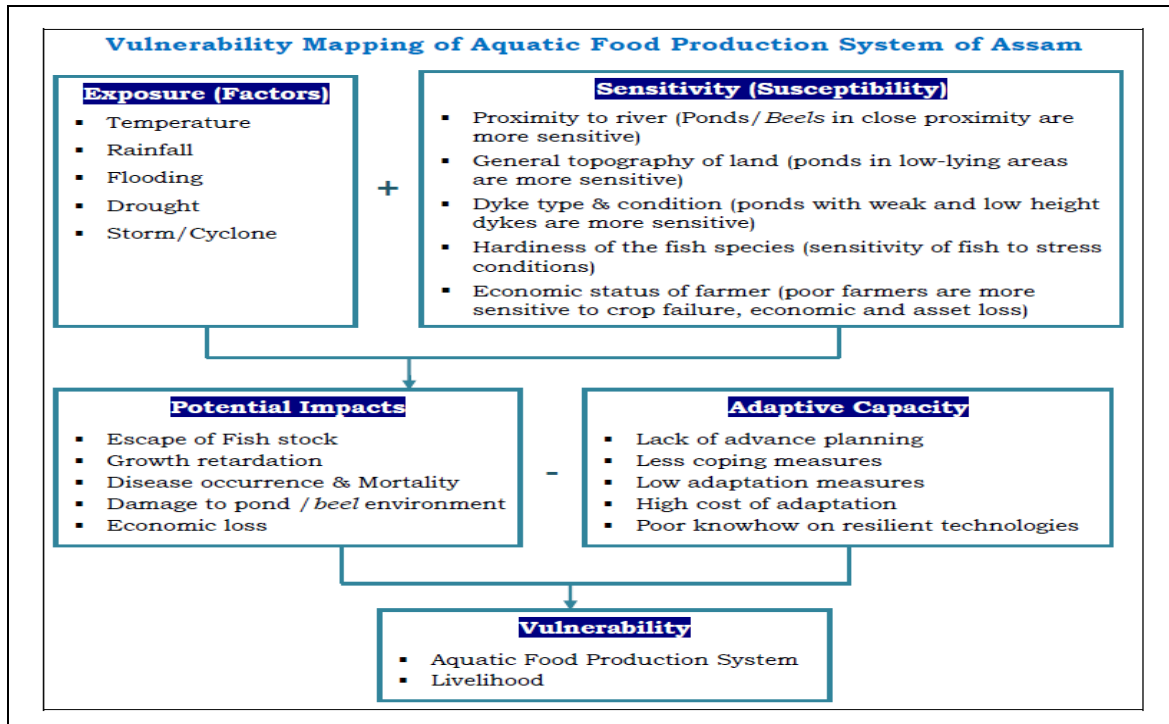 Vulnerability Mapping of Aquatic Food Production System of Assam
Exposure (Factors)
▪ Temperature
▪ Rainfall
▪ Flooding
▪ Drought
▪ Storm/Cyclone
+
Sensitivity (Susceptibility)
▪ Proximity to river (Ponds/Beels in close proximity are
more sensitive)
▪ General topography of land (ponds in low-lying areas
are more sensitive)
▪ Dyke type & condition (ponds with weak and low height
dykes are more sensitive)
▪ Hardiness of the fish species (sensitivity of fish to stress
conditions)
▪ Economic status of farmer (poor farmers are more
sensitive to crop failure, economic and asset loss)
Potential Impacts
▪ Escape of Fish stock
▪ Growth retardation
▪ Disease occurrence & Mortality
▪ Damage to pond /beel environment
▪ Economic loss
-
Adaptive Capacity
▪ Lack of advance planning
▪ Less coping measures
▪ Low adaptation measures
▪ High cost of adaptation
▪ Poor knowhow on resilient technologies
Vulnerability
▪ Aquatic Food Production System
▪ Livelihood